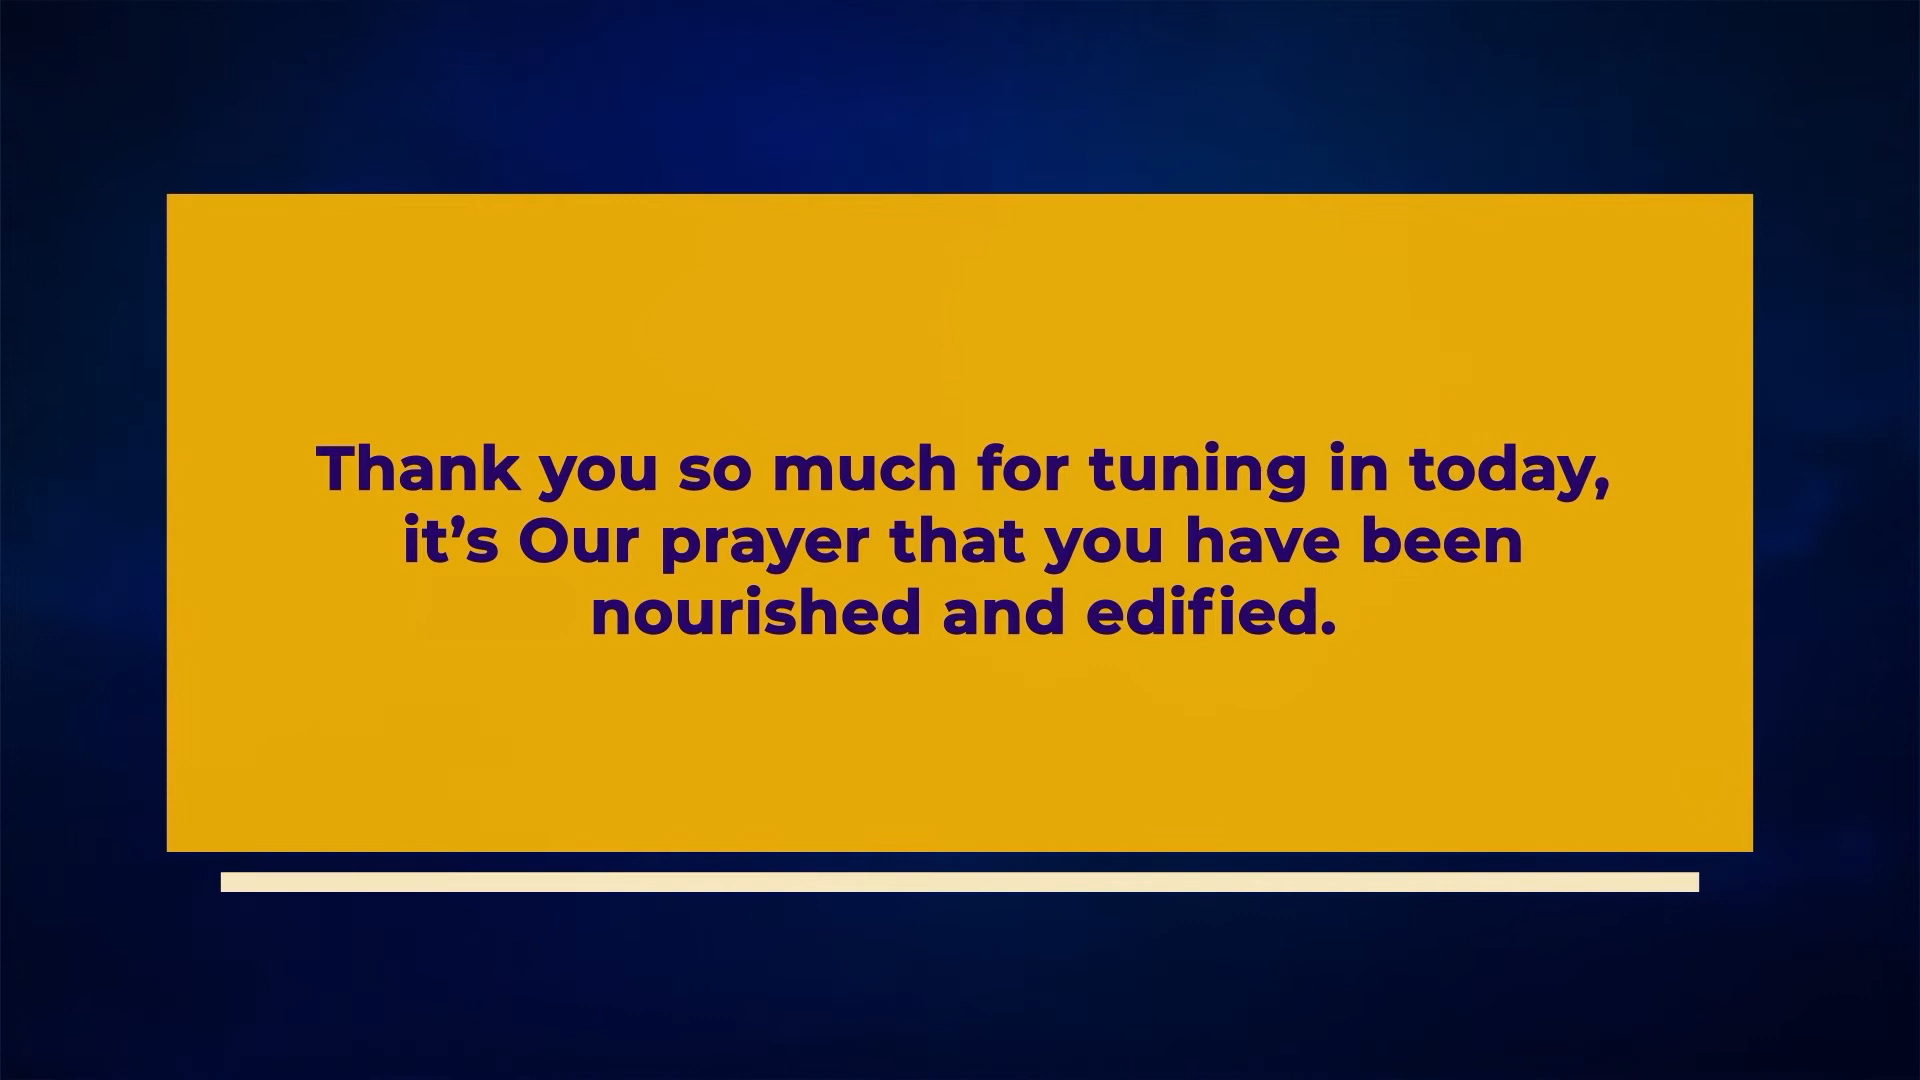 Thank you so much for tuning in today,
it’s Our prayer that you have been
nourished and edified.